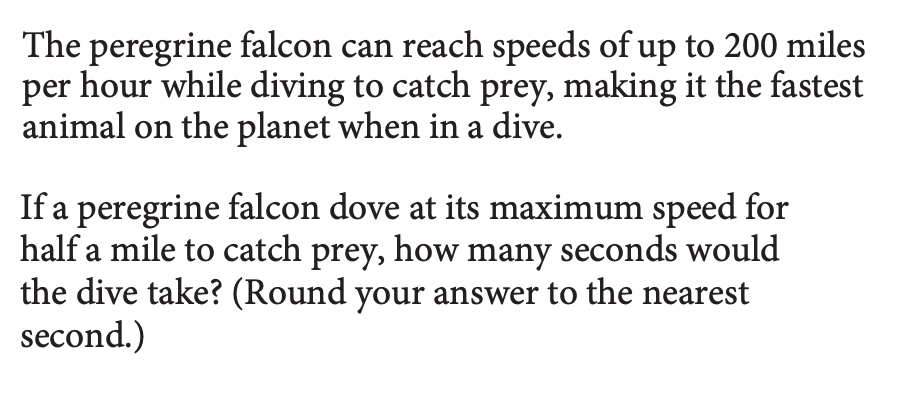 The peregrine falcon can reach speeds of up to 200 miles
per hour while diving to catch prey, making it the fastest
animal on the planet when in a dive.
If a peregrine falcon dove at its maximum speed for
half a mile to catch prey, how many seconds would
the dive take? (Round your answer to the nearest
second.)